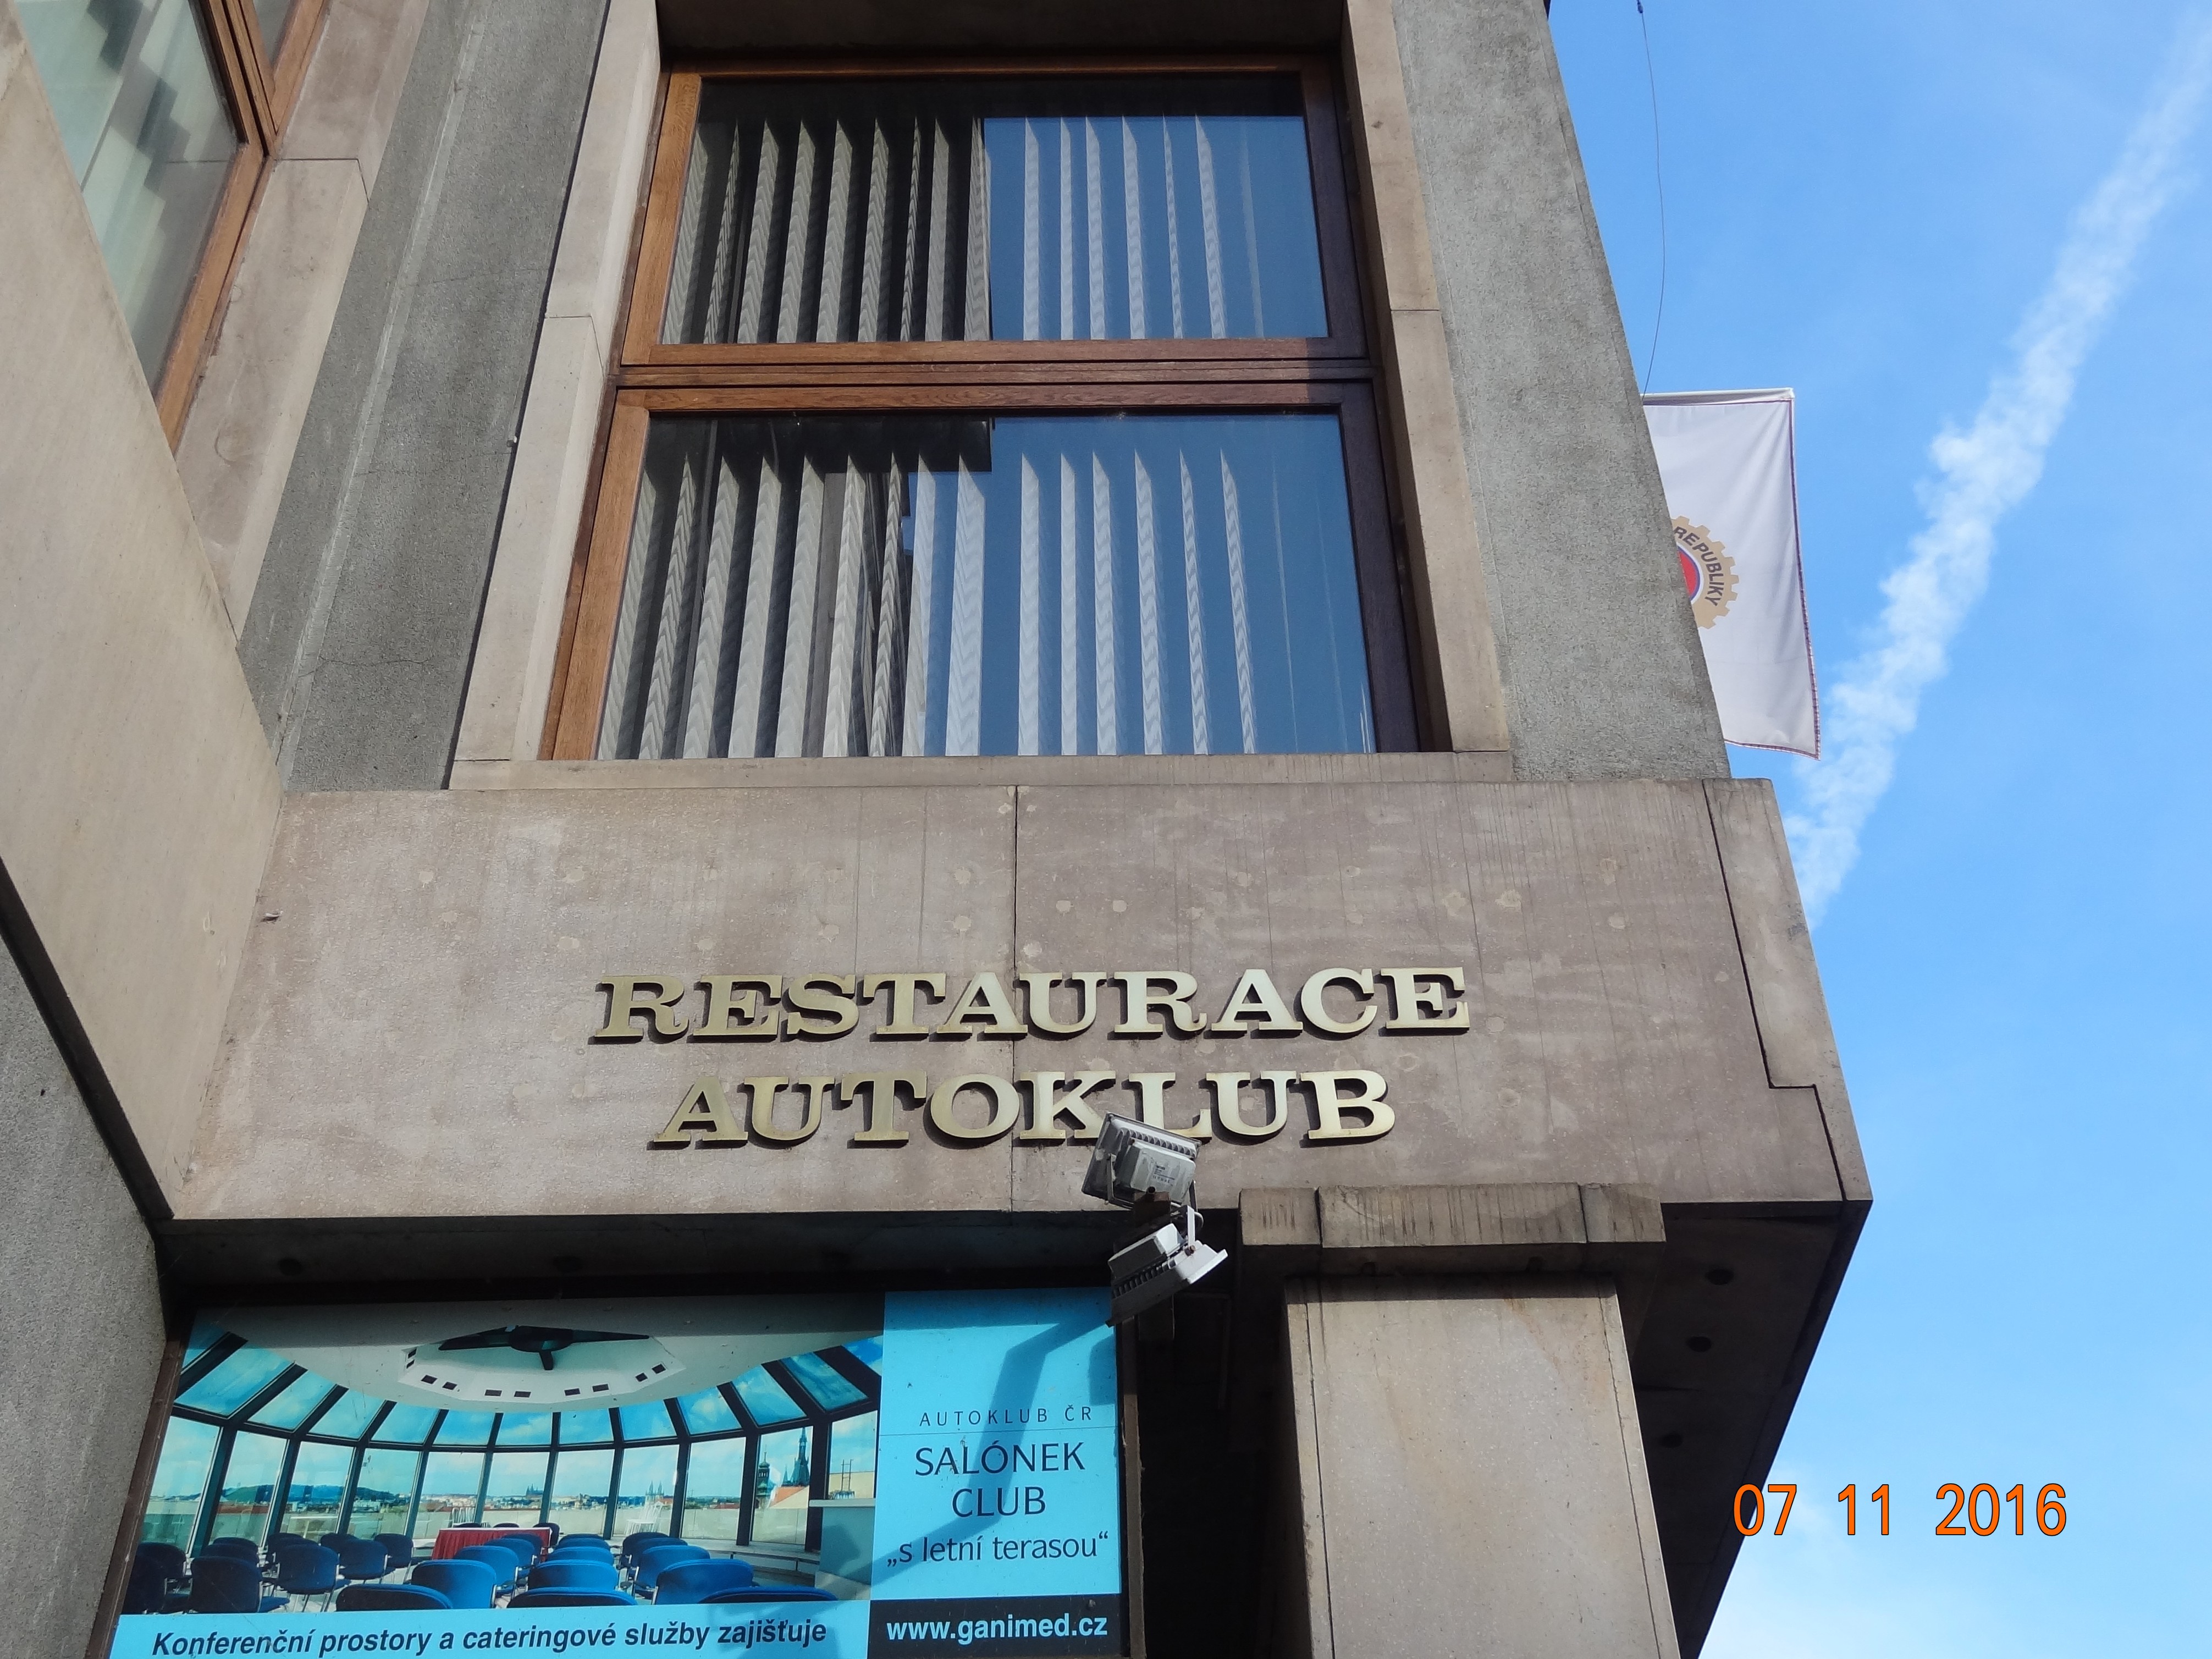 REPUBLIKY
RESTAURACE
AUTOKLUB
AUTOKLUB ČR
SALÓNEK
CLUB
„s letní terasou“
Konferenční prostory a cateringové služby zajišťuje
www.ganimed.cz
07 11 2016